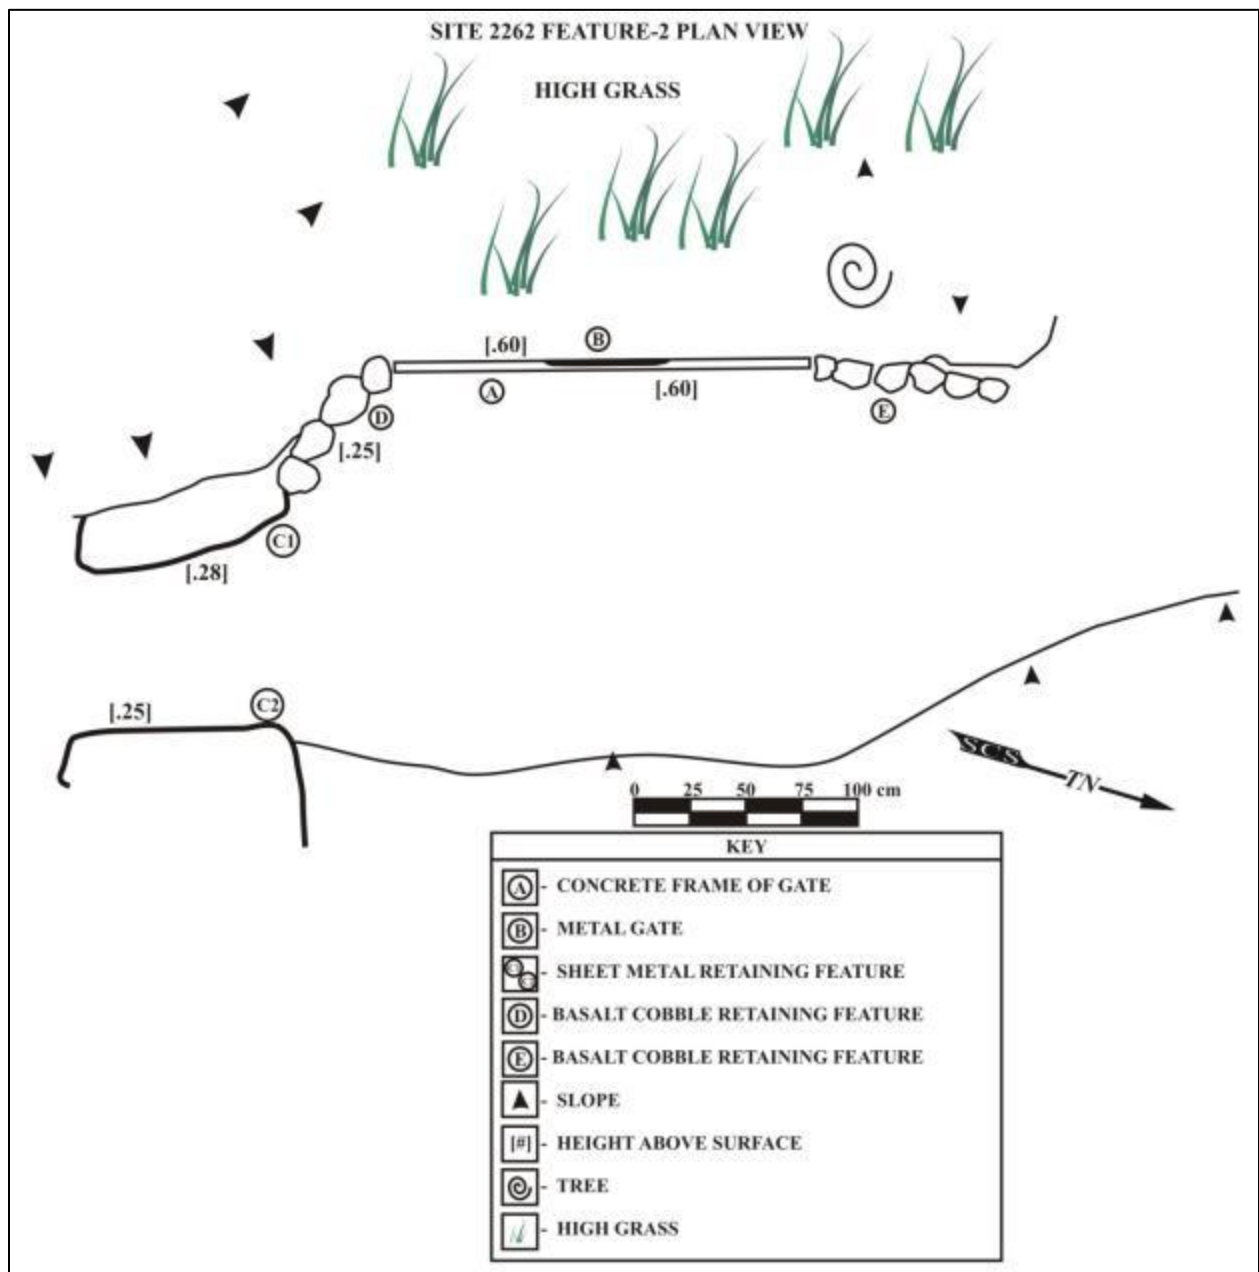 SITE 2262 FEATURE-2 PLAN VIEW
HIGH GRASS
[.60]
B
A
[.60]
D
E
[.25]
C1
[.28]
[.25]
C2
SCS
TN
0 25 50 75 100 cm
KEY
A - CONCRETE FRAME OF GATE
B - METAL GATE
- SHEET METAL RETAINING FEATURE
D - BASALT COBBLE RETAINING FEATURE
E - BASALT COBBLE RETAINING FEATURE
- SLOPE
[#] - HEIGHT ABOVE SURFACE
- TREE
- HIGH GRASS